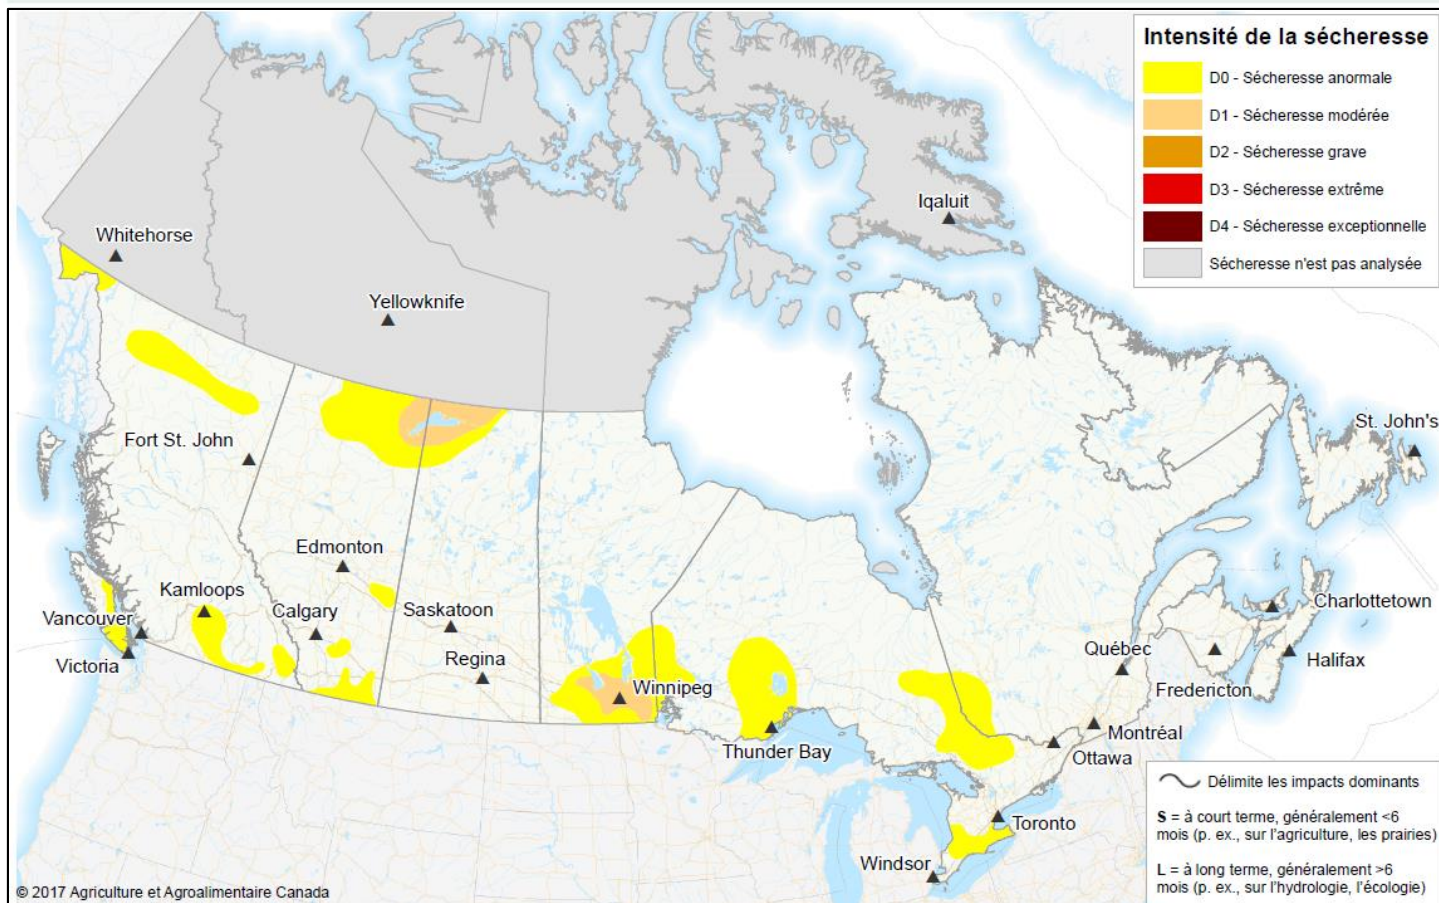 Intensité de la sécheresse
D0 - Sécheresse anormale
D1 - Sécheresse modérée
D2 - Sécheresse grave
D3 - Sécheresse extrême
D4 - Sécheresse exceptionnelle
Sécheresse n'est pas analysée
Iqaluit
Whitehorse
Yellowknife
Fort St. John
St. John's
Edmonton
Kamloops
Calgary
Saskatoon
Vancouver
Charlottetown
Victoria
Regina
Québec
Halifax
Winnipeg
Fredericton
Montréal
Thunder Bay
Ottawa
Toronto
Windsor
Délimite les impacts dominants
S = à court terme, généralement <6
mois (p. ex., sur l'agriculture, les prairies)
L = à long terme, généralement >6
mois (p. ex., sur l'hydrologie, l'écologie)
© 2017 Agriculture et Agroalimentaire Canada